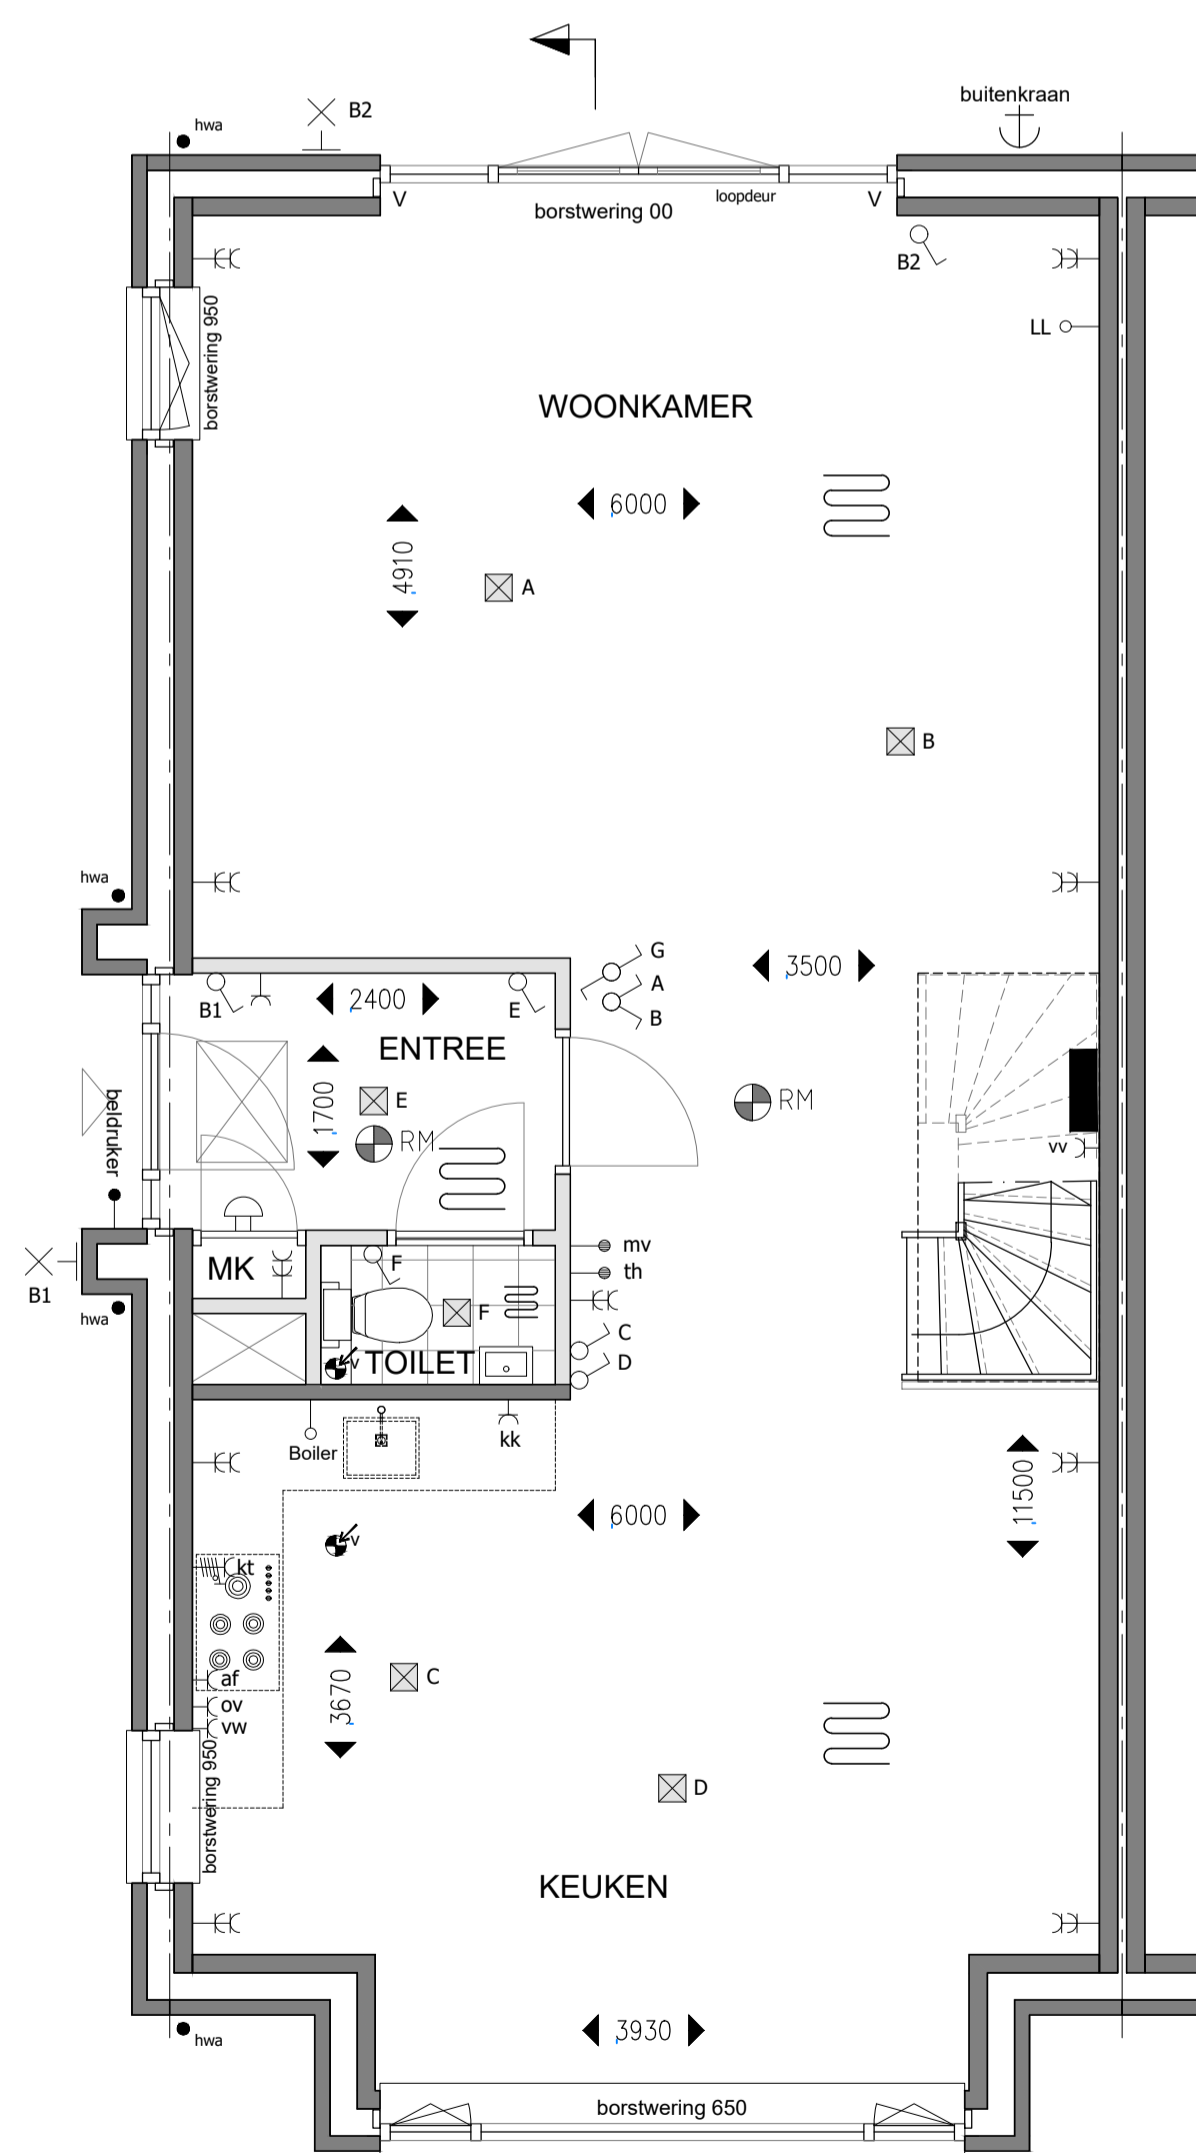 buitenkraan
B2
hwa
V
loopdeur
V
borstwering 00
B2
borstwering 950
LL
WOONKAMER
6000
4910
A
B
hwa
G
3500
A
2400
B1
E
B
ENTREE
beldruker
1700
E
RM
RM
vv
mv
F
MK
th
B1
hwa
F
C
v
TOILET
D
Boiler
kk
11500
6000
v
kt
3670
af
C
ov
vw
D
borstwering 950
KEUKEN
hwa
3930
borstwering 650